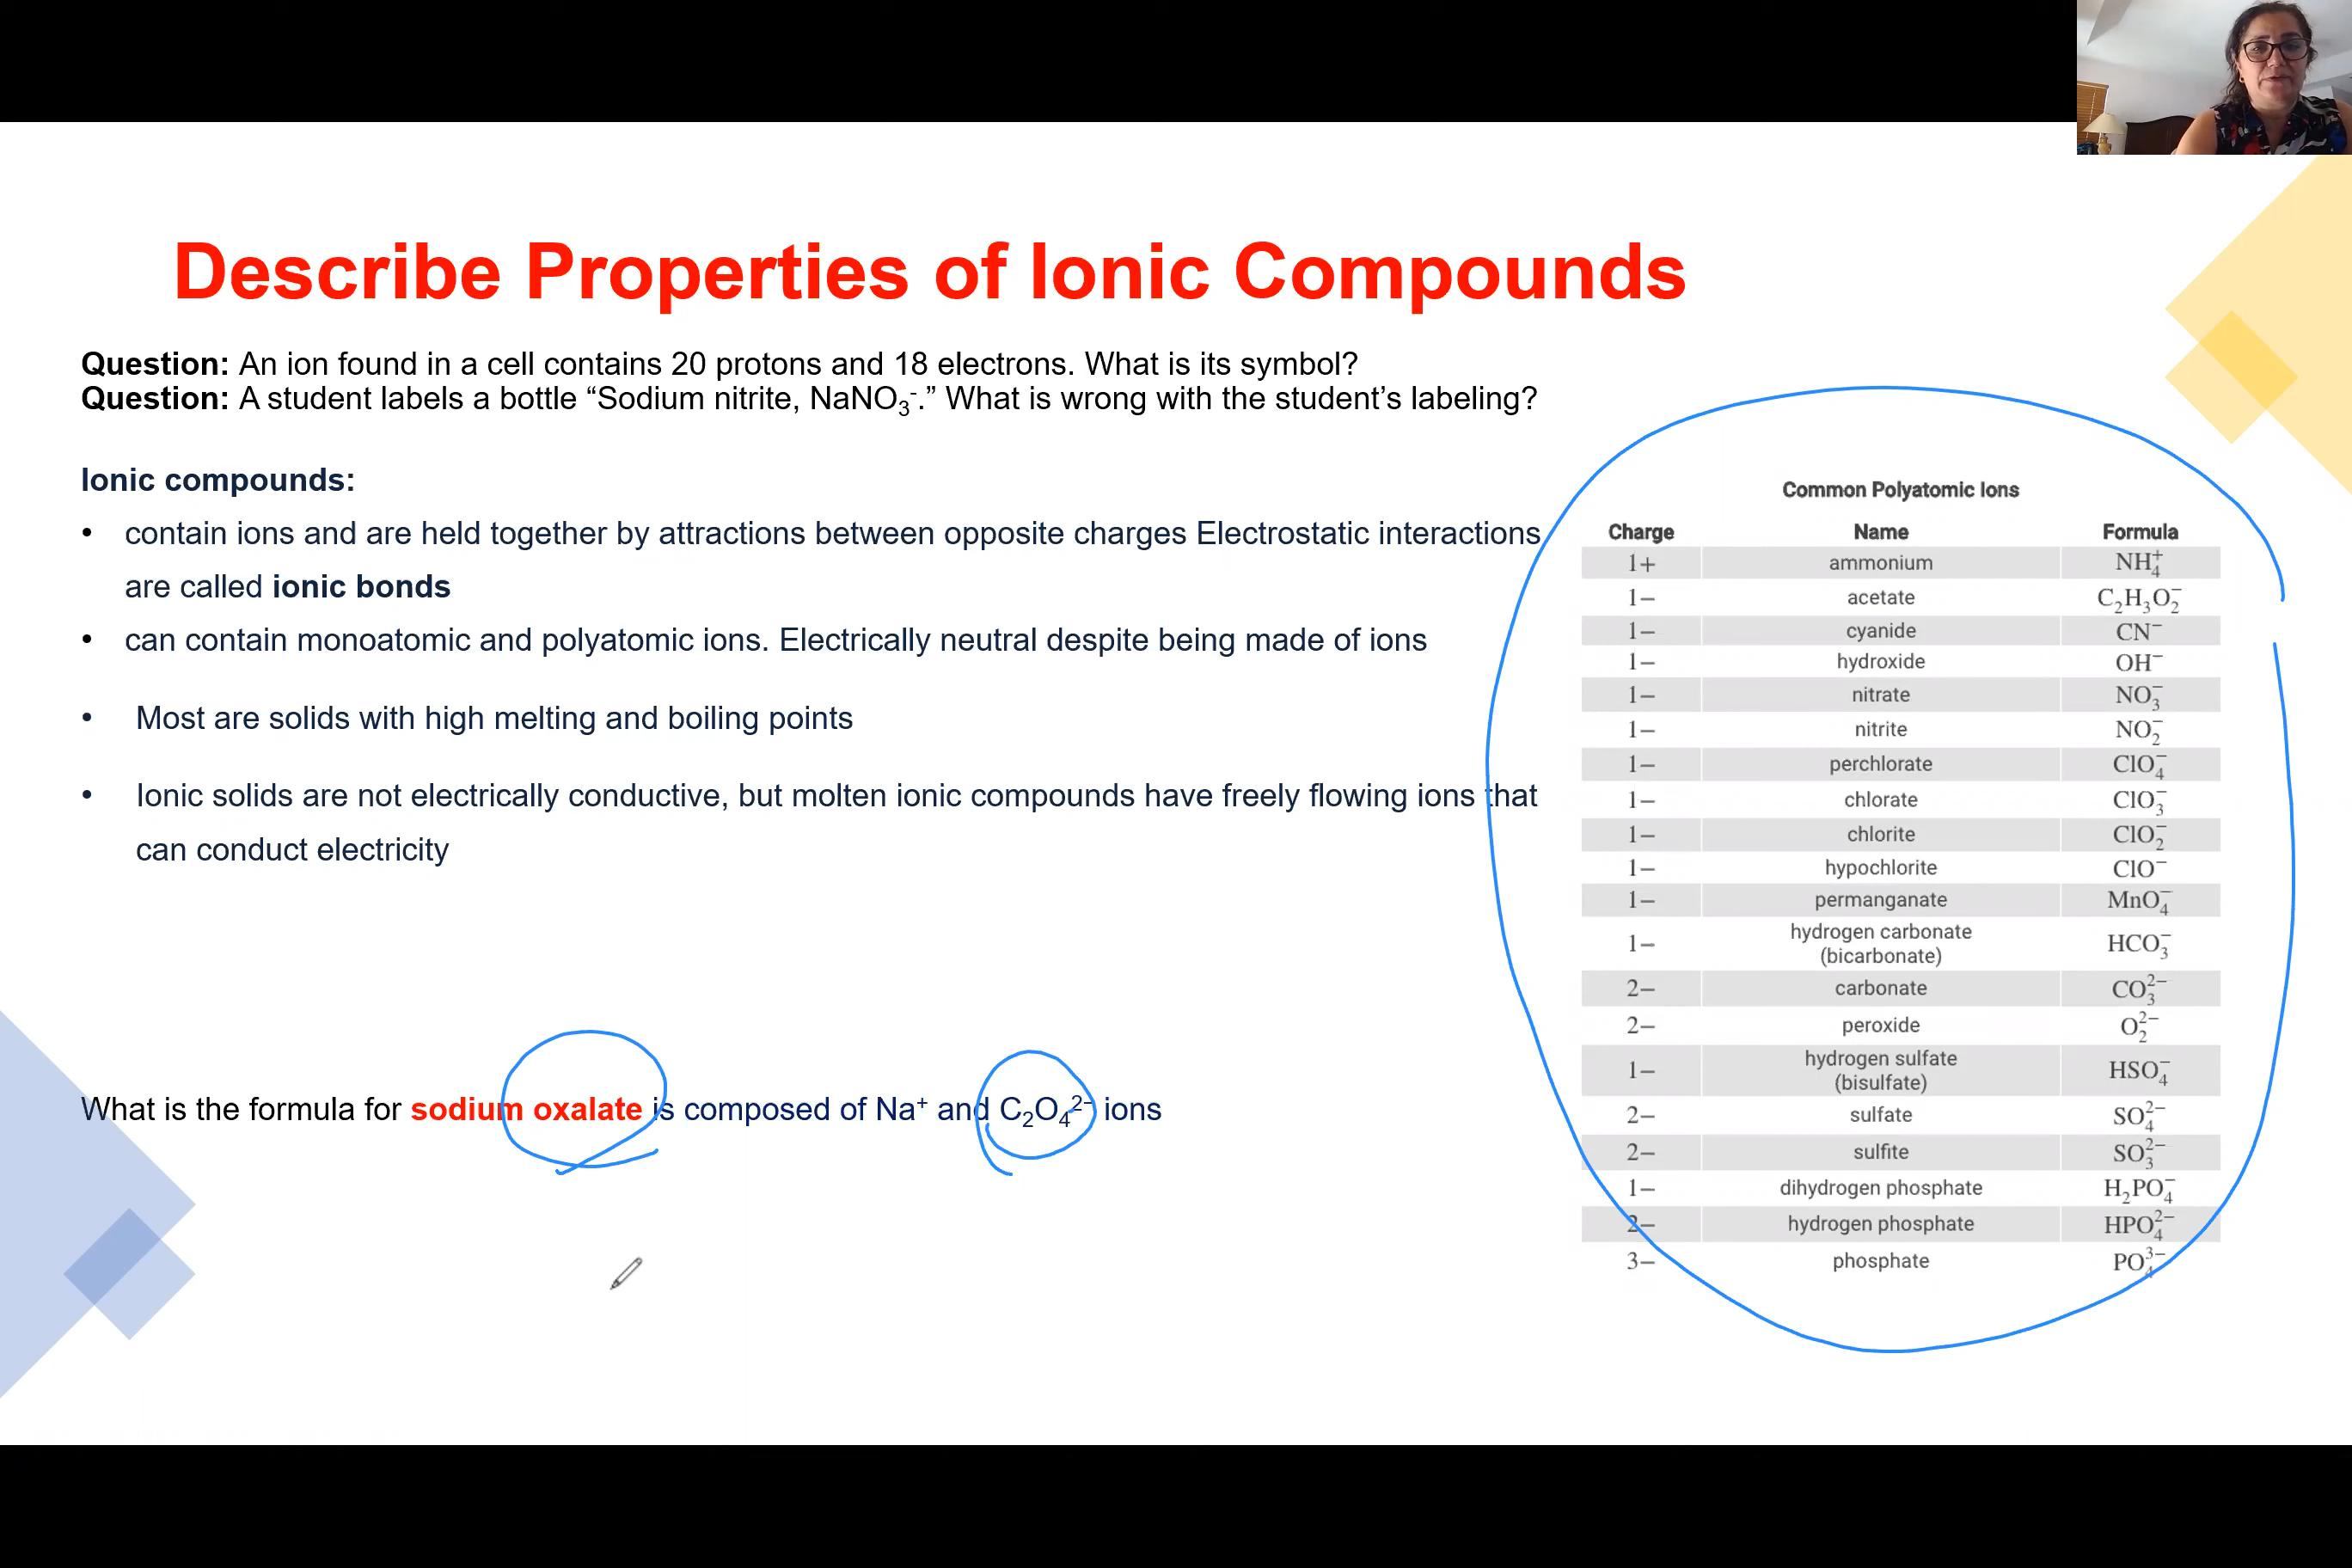 Describe Properties of Ionic Compounds
Question: An ion found in a cell contains 20 protons and 18 electrons. What is its symbol?
Question: A student labels a bottle “Sodium nitrite, NaNO₃⁻.” What is wrong with the student’s labeling?
Ionic compounds:
• contain ions and are held together by attractions between opposite charges Electrostatic interactions
are called ionic bonds
• can contain monoatomic and polyatomic ions. Electrically neutral despite being made of ions
• Most are solids with high melting and boiling points
• Ionic solids are not electrically conductive, but molten ionic compounds have freely flowing ions that
can conduct electricity
What is the formula for sodium oxalate is composed of Na⁺ and C₂O₄²⁻ ions
Common Polyatomic Ions
Charge Name Formula
1+ ammonium NH₄⁺
1− acetate C₂H₃O₂⁻
1− cyanide CN⁻
1− hydroxide OH⁻
1− nitrate NO₃⁻
1− nitrite NO₂⁻
1− perchlorate ClO₄⁻
1− chlorate ClO₃⁻
1− chlorite ClO₂⁻
1− hypochlorite ClO⁻
1− permanganate MnO₄⁻
1− hydrogen carbonate (bicarbonate) HCO₃⁻
2− carbonate CO₃²⁻
2− peroxide O₂²⁻
1− hydrogen sulfate (bisulfate) HSO₄⁻
2− sulfate SO₄²⁻
2− sulfite SO₃²⁻
1− dihydrogen phosphate H₂PO₄⁻
2− hydrogen phosphate HPO₄²⁻
3− phosphate PO₄³⁻